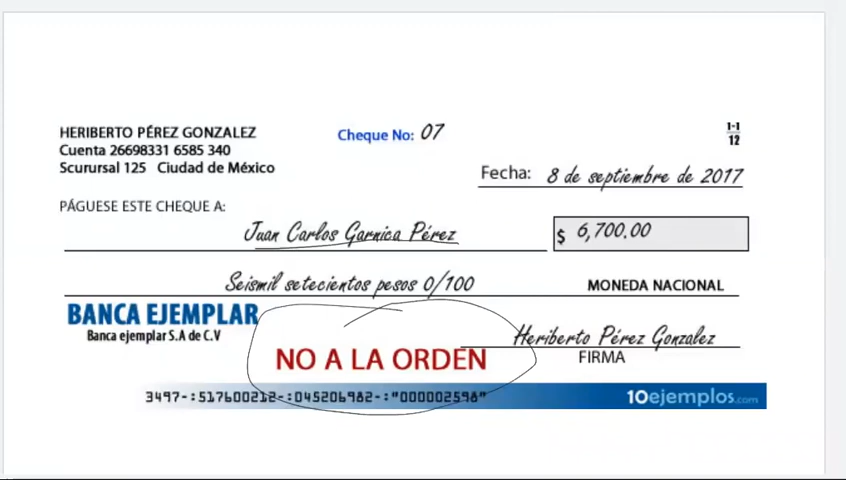 HERIBERTO PÉREZ GONZALEZ
Cheque No: 07
1-1
12
Cuenta 26698331 6585 340
Scurursal 125 Ciudad de México
Fecha: 8 de septiembre de 2017
PÁGUESE ESTE CHEQUE A:
Juan Carlos Garnica Pérez
$ 6,700.00
Seismil setecientos pesos 0/100
MONEDA NACIONAL
BANCA EJEMPLAR
Banca ejemplar S.A de C.V
Heriberto Pérez Gonzalez
NO A LA ORDEN
FIRMA
3497-:517600212-:045206982-:"000002598"
10ejemplos.com